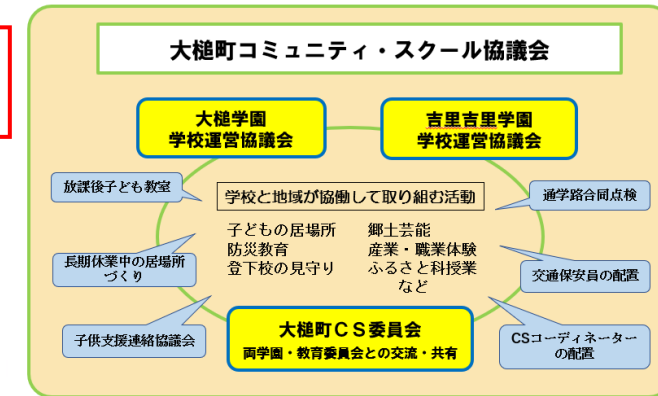 大槌町コミュニティ・スクール協議会
大槌学園
学校運営協議会
吉里吉里学園
学校運営協議会
放課後子ども教室
学校と地域が協働して取り組む活動
通学路合同点検
子どもの居場所
防災教育
登下校の見守り
郷土芸能
産業・職業体験
ふるさと科授業
など
長期休業中の居場所
づくり
交通保安員の配置
子供支援連絡協議会
大槌町CS委員会
両学園・教育委員会との交流・共有
CSコーディネーター
の配置